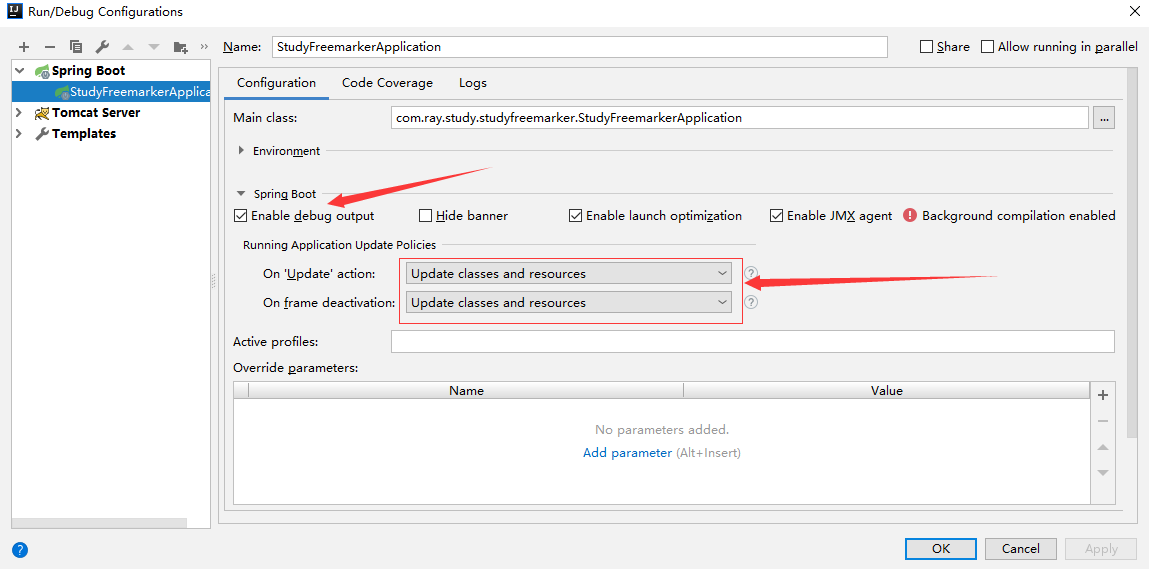 Run/Debug Configurations
Name: StudyFreemarkerApplication
Share
Allow running in parallel
Spring Boot
StudyFreemarkerApplica
Tomcat Server
Templates
Configuration Code Coverage Logs
Main class: com.ray.study.studyfreemarker.StudyFreemarkerApplication ...
Environment
Spring Boot
Enable debug output Hide banner Enable launch optimization Enable JMX agent Background compilation enabled
Running Application Update Policies
On 'Update' action: Update classes and resources ?
On frame deactivation: Update classes and resources ?
Active profiles:
Override parameters:
Name Value
No parameters added.
Add parameter (Alt+Insert)
? OK Cancel Apply